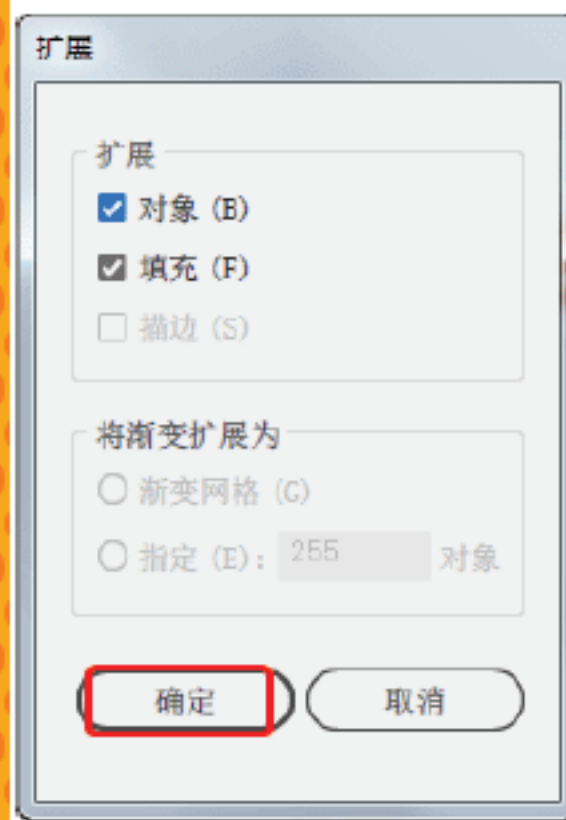 扩展
扩展
对象 (B)
填充 (F)
描边 (S)
将渐变扩展为
渐变网格 (G)
指定 (E): 255 对象
确定 取消